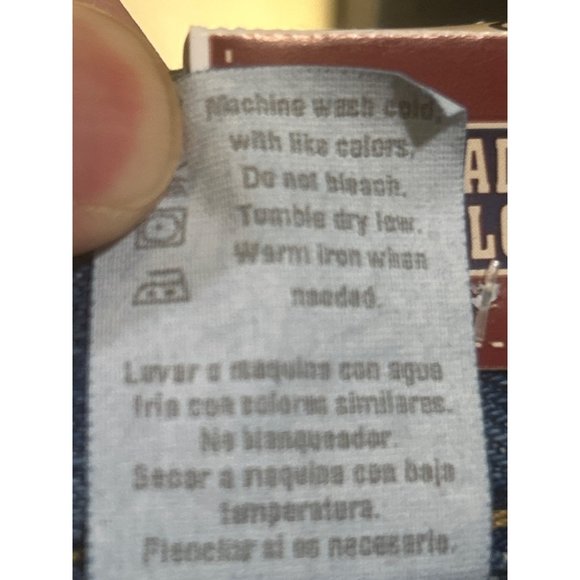 Machine wash cold,
with like colors.
Do not bleach.
Tumble dry low.
Warm iron when
needed.
Lavar a maquina con agua
fria con colores similares.
No blanqueador.
Secar a maquina con baja
temperatura.
Planchar si es necesario.